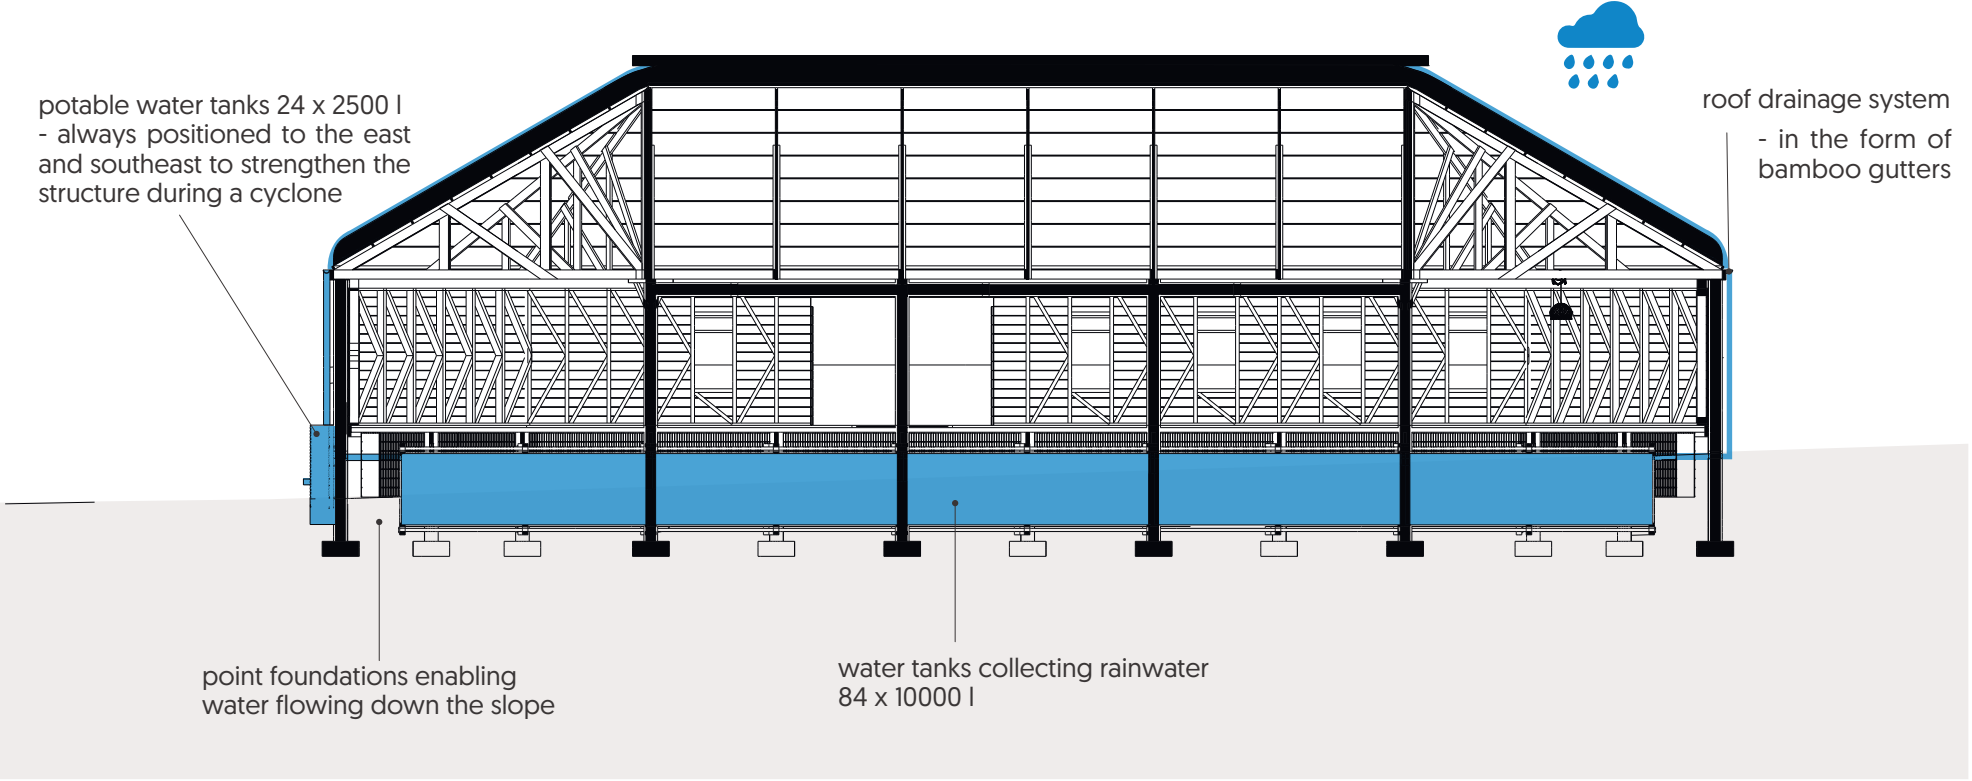 potable water tanks 24 x 2500 l
- always positioned to the east
and southeast to strengthen the
structure during a cyclone
roof drainage system
- in the form of
bamboo gutters
point foundations enabling
water flowing down the slope
water tanks collecting rainwater
84 x 10000 l